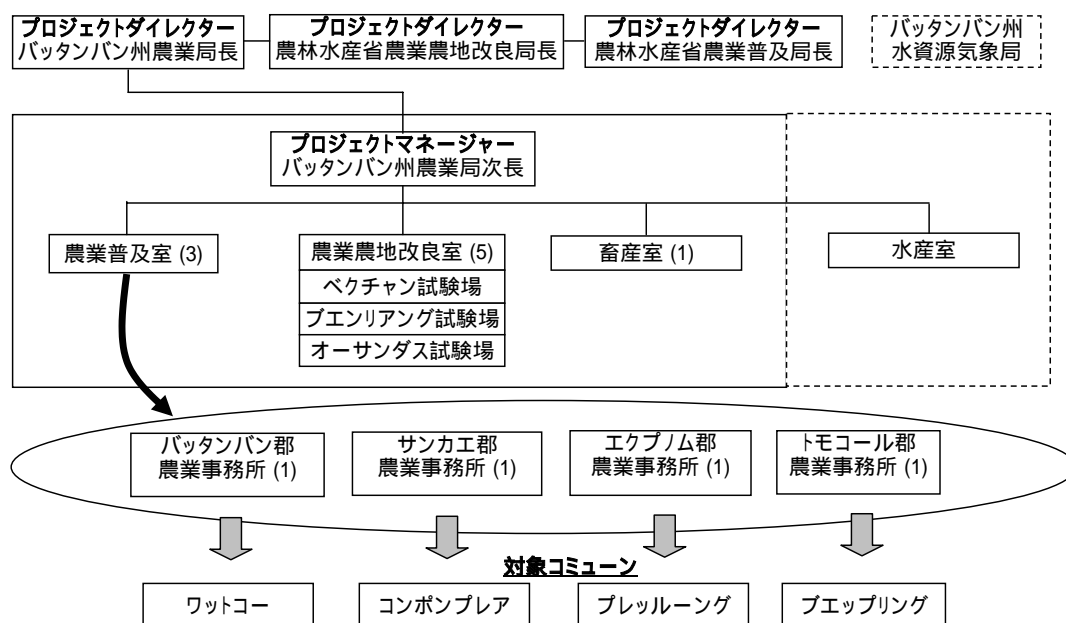 プロジェクトダイレクター
バッタンバン州農業局長
プロジェクトダイレクター
農林水産省農業農地改良局長
プロジェクトダイレクター
農林水産省農業普及局長
バッタンバン州
水資源気象局
プロジェクトマネージャー
バッタンバン州農業局次長
農業普及室 (3)
農業農地改良室 (5)
ベクチャン試験場
ブエンリアング試験場
オーサンダス試験場
畜産室 (1)
水産室
バッタンバン郡
農業事務所 (1)
サンカエ郡
農業事務所 (1)
エクプノム郡
農業事務所 (1)
トモコール郡
農業事務所 (1)
対象コミューン
ワットコー
コンポンプレア
プレッルーング
ブエップリング